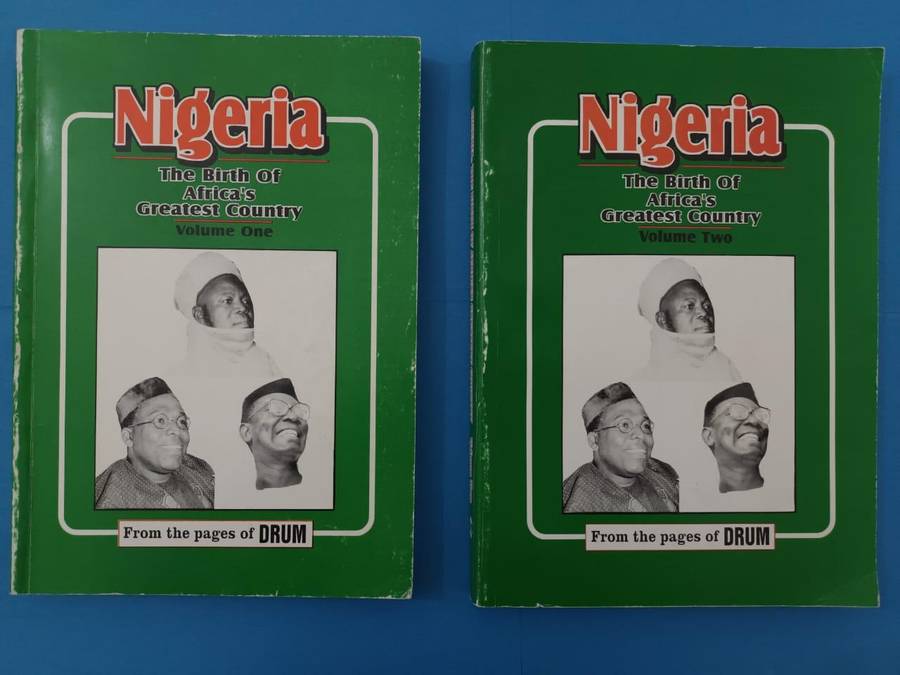 Nigeria
The Birth Of
Africa's
Greatest Country
Volume One
From the pages of DRUM
Nigeria
The Birth Of
Africa's
Greatest Country
Volume Two
From the pages of DRUM